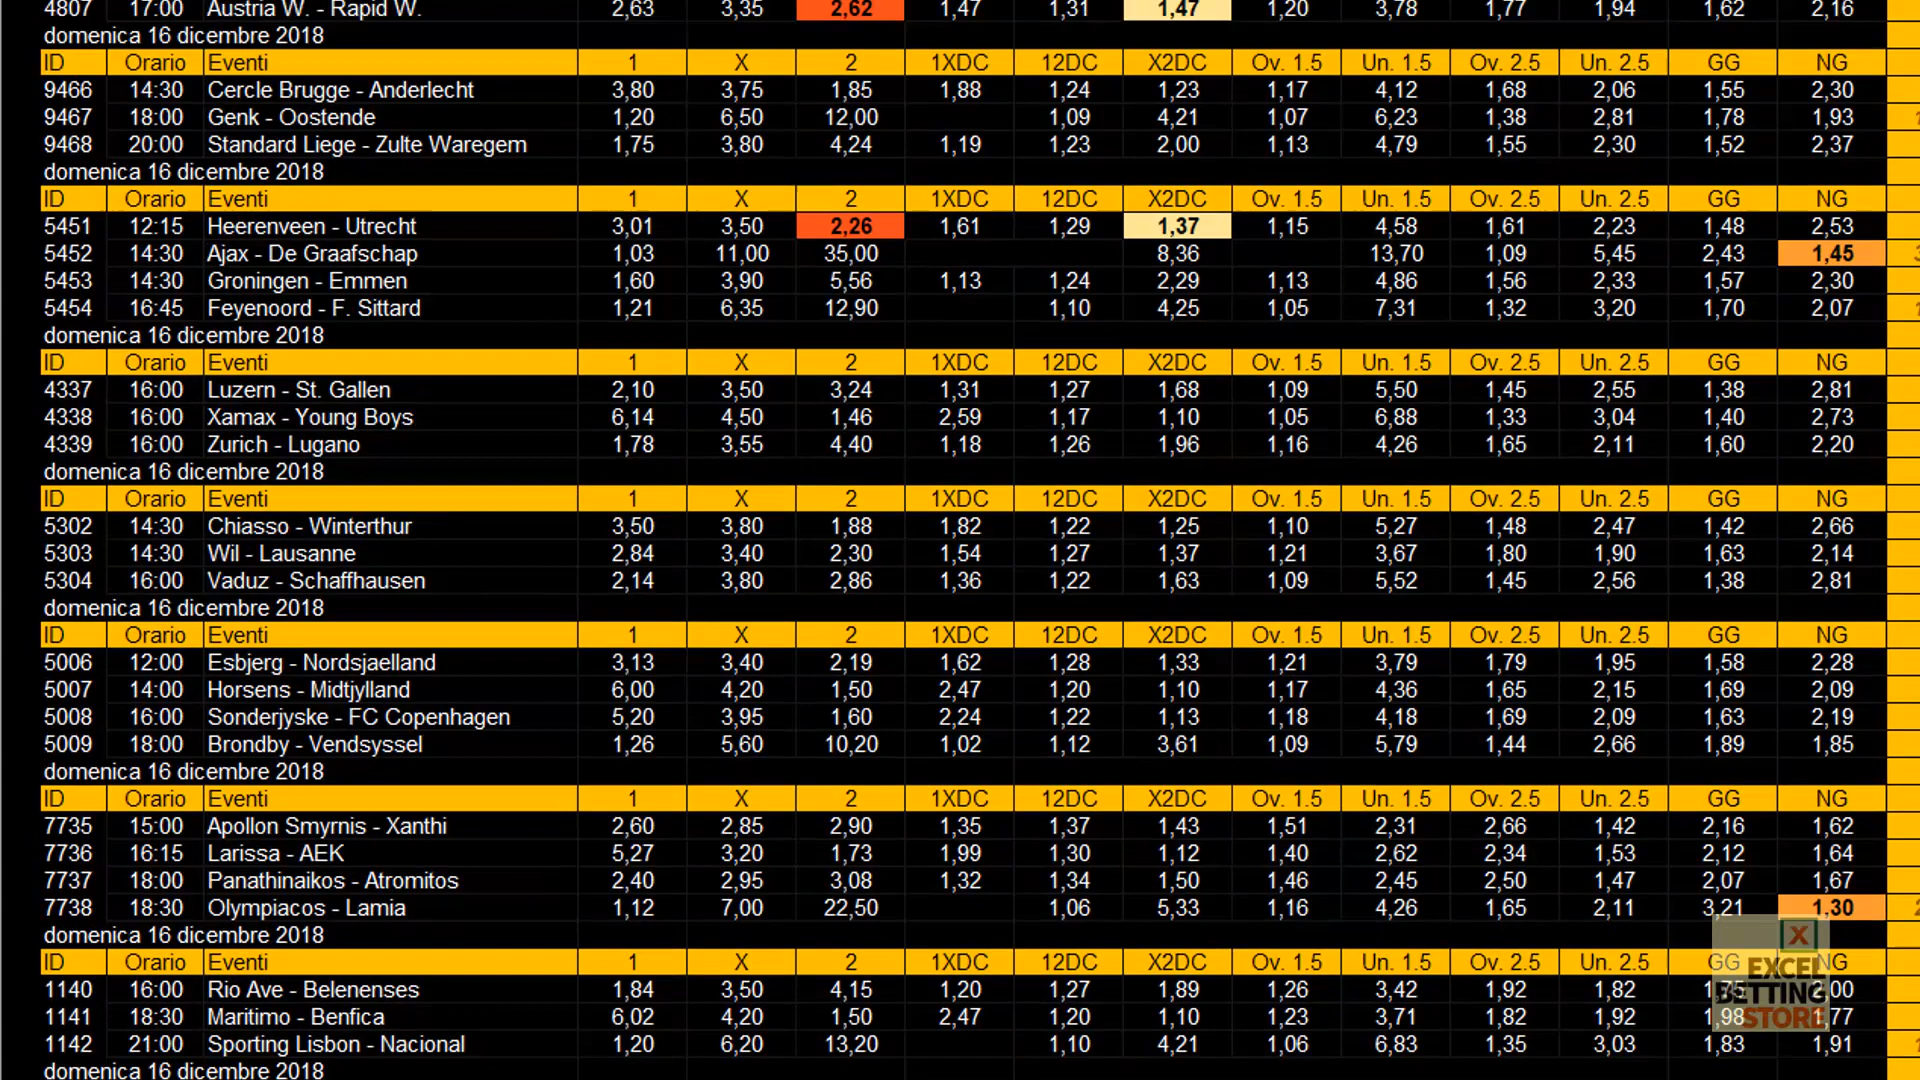 4807 17:00 Austria W. - Rapid W. 2,63 3,35 2,62 1,47 1,31 1,47 1,20 3,78 1,77 1,94 1,62 2,16
domenica 16 dicembre 2018
ID Orario Eventi 1 X 2 1XDC 12DC X2DC Ov. 1.5 Un. 1.5 Ov. 2.5 Un. 2.5 GG NG
9466 14:30 Cercle Brugge - Anderlecht 3,80 3,75 1,85 1,88 1,24 1,23 1,17 4,12 1,68 2,06 1,55 2,30
9467 18:00 Genk - Oostende 1,20 6,50 12,00 1,09 4,21 1,07 6,23 1,38 2,81 1,78 1,93
9468 20:00 Standard Liege - Zulte Waregem 1,75 3,80 4,24 1,19 1,23 2,00 1,13 4,79 1,55 2,30 1,52 2,37
domenica 16 dicembre 2018
ID Orario Eventi 1 X 2 1XDC 12DC X2DC Ov. 1.5 Un. 1.5 Ov. 2.5 Un. 2.5 GG NG
5451 12:15 Heerenveen - Utrecht 3,01 3,50 2,26 1,61 1,29 1,37 1,15 4,58 1,61 2,23 1,48 2,53
5452 14:30 Ajax - De Graafschap 1,03 11,00 35,00 8,36 13,70 1,09 5,45 2,43 1,45
5453 14:30 Groningen - Emmen 1,60 3,90 5,56 1,13 1,24 2,29 1,13 4,86 1,56 2,33 1,57 2,30
5454 16:45 Feyenoord - F. Sittard 1,21 6,35 12,90 1,10 4,25 1,05 7,31 1,32 3,20 1,70 2,07
domenica 16 dicembre 2018
ID Orario Eventi 1 X 2 1XDC 12DC X2DC Ov. 1.5 Un. 1.5 Ov. 2.5 Un. 2.5 GG NG
4337 16:00 Luzern - St. Gallen 2,10 3,50 3,24 1,31 1,27 1,68 1,09 5,50 1,45 2,55 1,38 2,81
4338 16:00 Xamax - Young Boys 6,14 4,50 1,46 2,59 1,17 1,10 1,05 6,88 1,33 3,04 1,40 2,73
4339 16:00 Zurich - Lugano 1,78 3,55 4,40 1,18 1,26 1,96 1,16 4,26 1,65 2,11 1,60 2,20
domenica 16 dicembre 2018
ID Orario Eventi 1 X 2 1XDC 12DC X2DC Ov. 1.5 Un. 1.5 Ov. 2.5 Un. 2.5 GG NG
5302 14:30 Chiasso - Winterthur 3,50 3,80 1,88 1,82 1,22 1,25 1,10 5,27 1,48 2,47 1,42 2,66
5303 14:30 Wil - Lausanne 2,84 3,40 2,30 1,54 1,27 1,37 1,21 3,67 1,80 1,90 1,63 2,14
5304 16:00 Vaduz - Schaffhausen 2,14 3,80 2,86 1,36 1,22 1,63 1,09 5,52 1,45 2,56 1,38 2,81
domenica 16 dicembre 2018
ID Orario Eventi 1 X 2 1XDC 12DC X2DC Ov. 1.5 Un. 1.5 Ov. 2.5 Un. 2.5 GG NG
5006 12:00 Esbjerg - Nordsjaelland 3,13 3,40 2,19 1,62 1,28 1,33 1,21 3,79 1,79 1,95 1,58 2,28
5007 14:00 Horsens - Midtjylland 6,00 4,20 1,50 2,47 1,20 1,10 1,17 4,36 1,65 2,15 1,69 2,09
5008 16:00 Sonderjyske - FC Copenhagen 5,20 3,95 1,60 2,24 1,22 1,13 1,18 4,18 1,69 2,09 1,63 2,19
5009 18:00 Brondby - Vendsyssel 1,26 5,60 10,20 1,02 1,12 3,61 1,09 5,79 1,44 2,66 1,89 1,85
domenica 16 dicembre 2018
ID Orario Eventi 1 X 2 1XDC 12DC X2DC Ov. 1.5 Un. 1.5 Ov. 2.5 Un. 2.5 GG NG
7735 15:00 Apollon Smyrnis - Xanthi 2,60 2,85 2,90 1,35 1,37 1,43 1,51 2,31 2,66 1,42 2,16 1,62
7736 16:15 Larissa - AEK 5,27 3,20 1,73 1,99 1,30 1,12 1,40 2,62 2,34 1,53 2,12 1,64
7737 18:00 Panathinaikos - Atromitos 2,40 2,95 3,08 1,32 1,34 1,50 1,46 2,45 2,50 1,47 2,07 1,67
7738 18:30 Olympiacos - Lamia 1,12 7,00 22,50 1,06 5,33 1,16 4,26 1,65 2,11 3,21 1,30
domenica 16 dicembre 2018
ID Orario Eventi 1 X 2 1XDC 12DC X2DC Ov. 1.5 Un. 1.5 Ov. 2.5 Un. 2.5 GG NG
1140 16:00 Rio Ave - Belenenses 1,84 3,50 4,15 1,20 1,27 1,89 1,26 3,42 1,92 1,82
1141 18:30 Maritimo - Benfica 6,02 4,20 1,50 2,47 1,20 1,10 1,23 3,71 1,82 1,92 1,98 1,77
1142 21:00 Sporting Lisbon - Nacional 1,20 6,20 13,20 1,10 4,21 1,06 6,83 1,35 3,03 1,83 1,91
domenica 16 dicembre 2018
X
EXCEL
BETTING
STORE